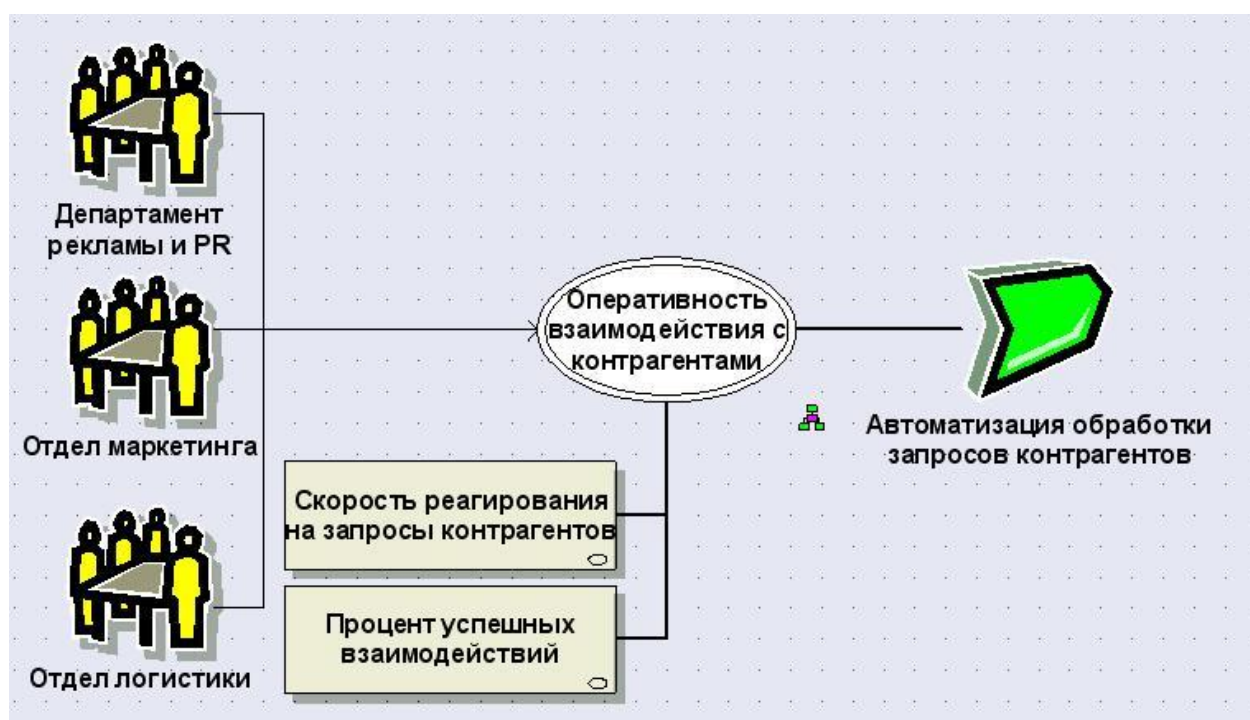 Департамент
рекламы и PR
Отдел маркетинга
Отдел логистики
Оперативность
взаимодействия с
контрагентами
Скорость реагирования
на запросы контрагентов
Процент успешных
взаимодействий
Автоматизация обработки
запросов контрагентов